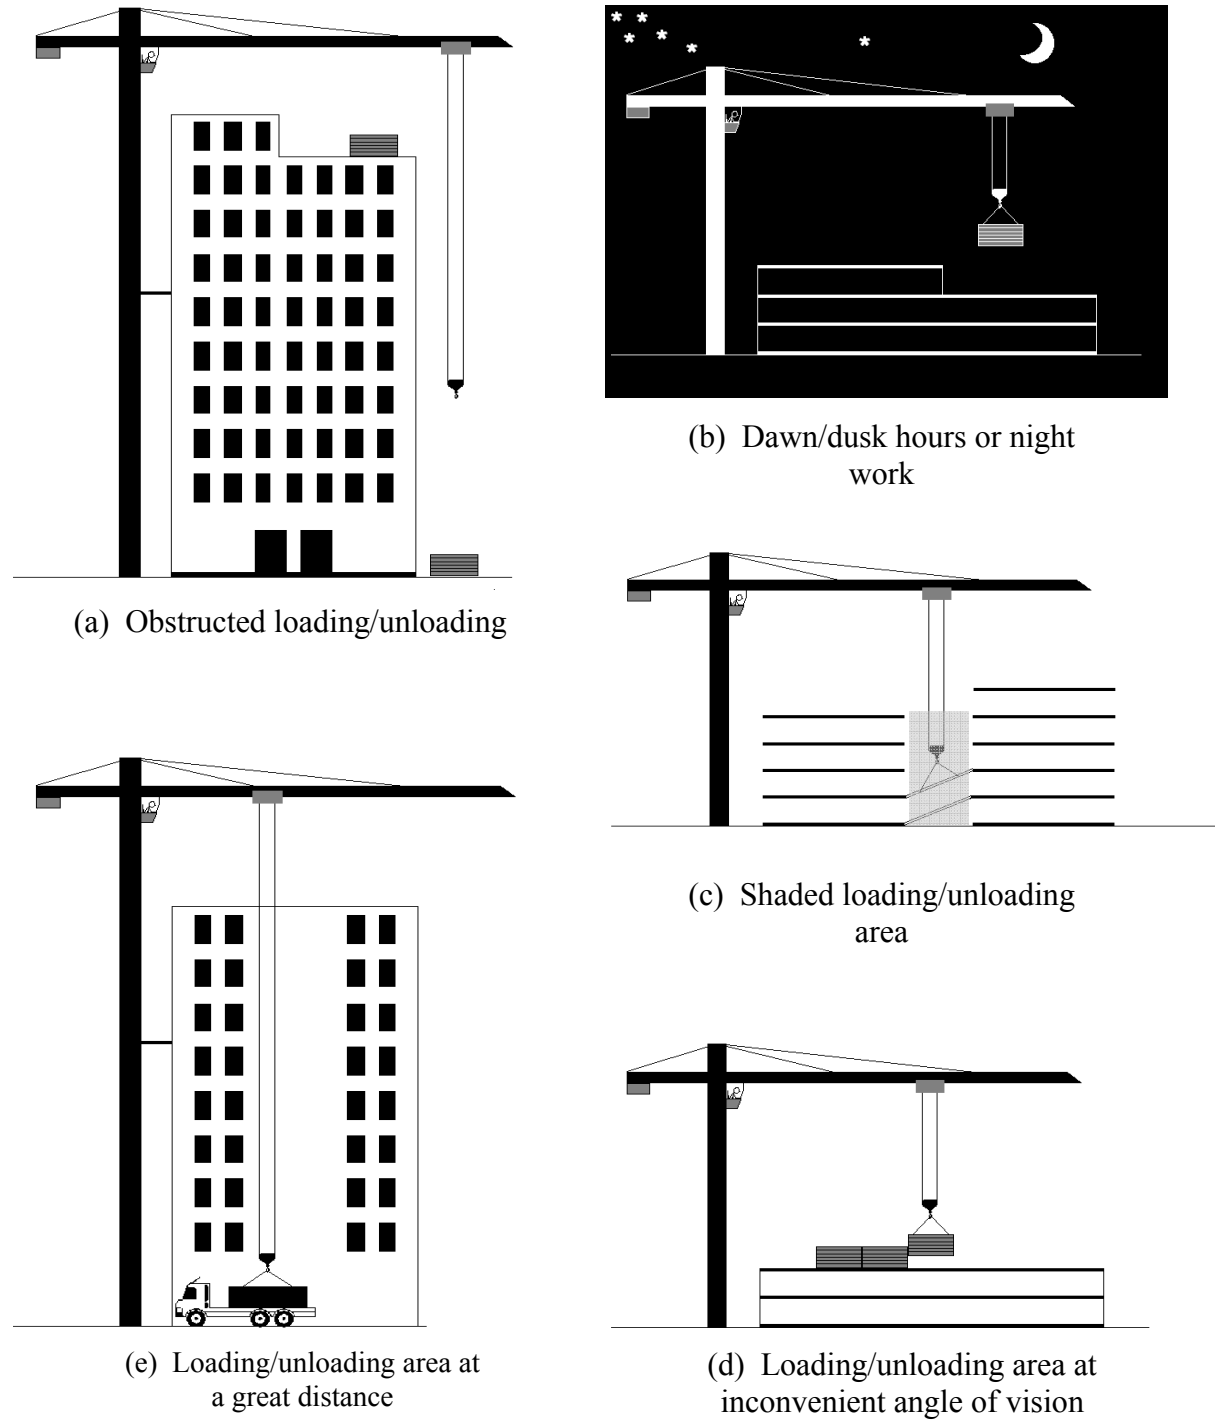 (a) Obstructed loading/unloading
(b) Dawn/dusk hours or night
work
(c) Shaded loading/unloading
area
(e) Loading/unloading area at
a great distance
(d) Loading/unloading area at
inconvenient angle of vision